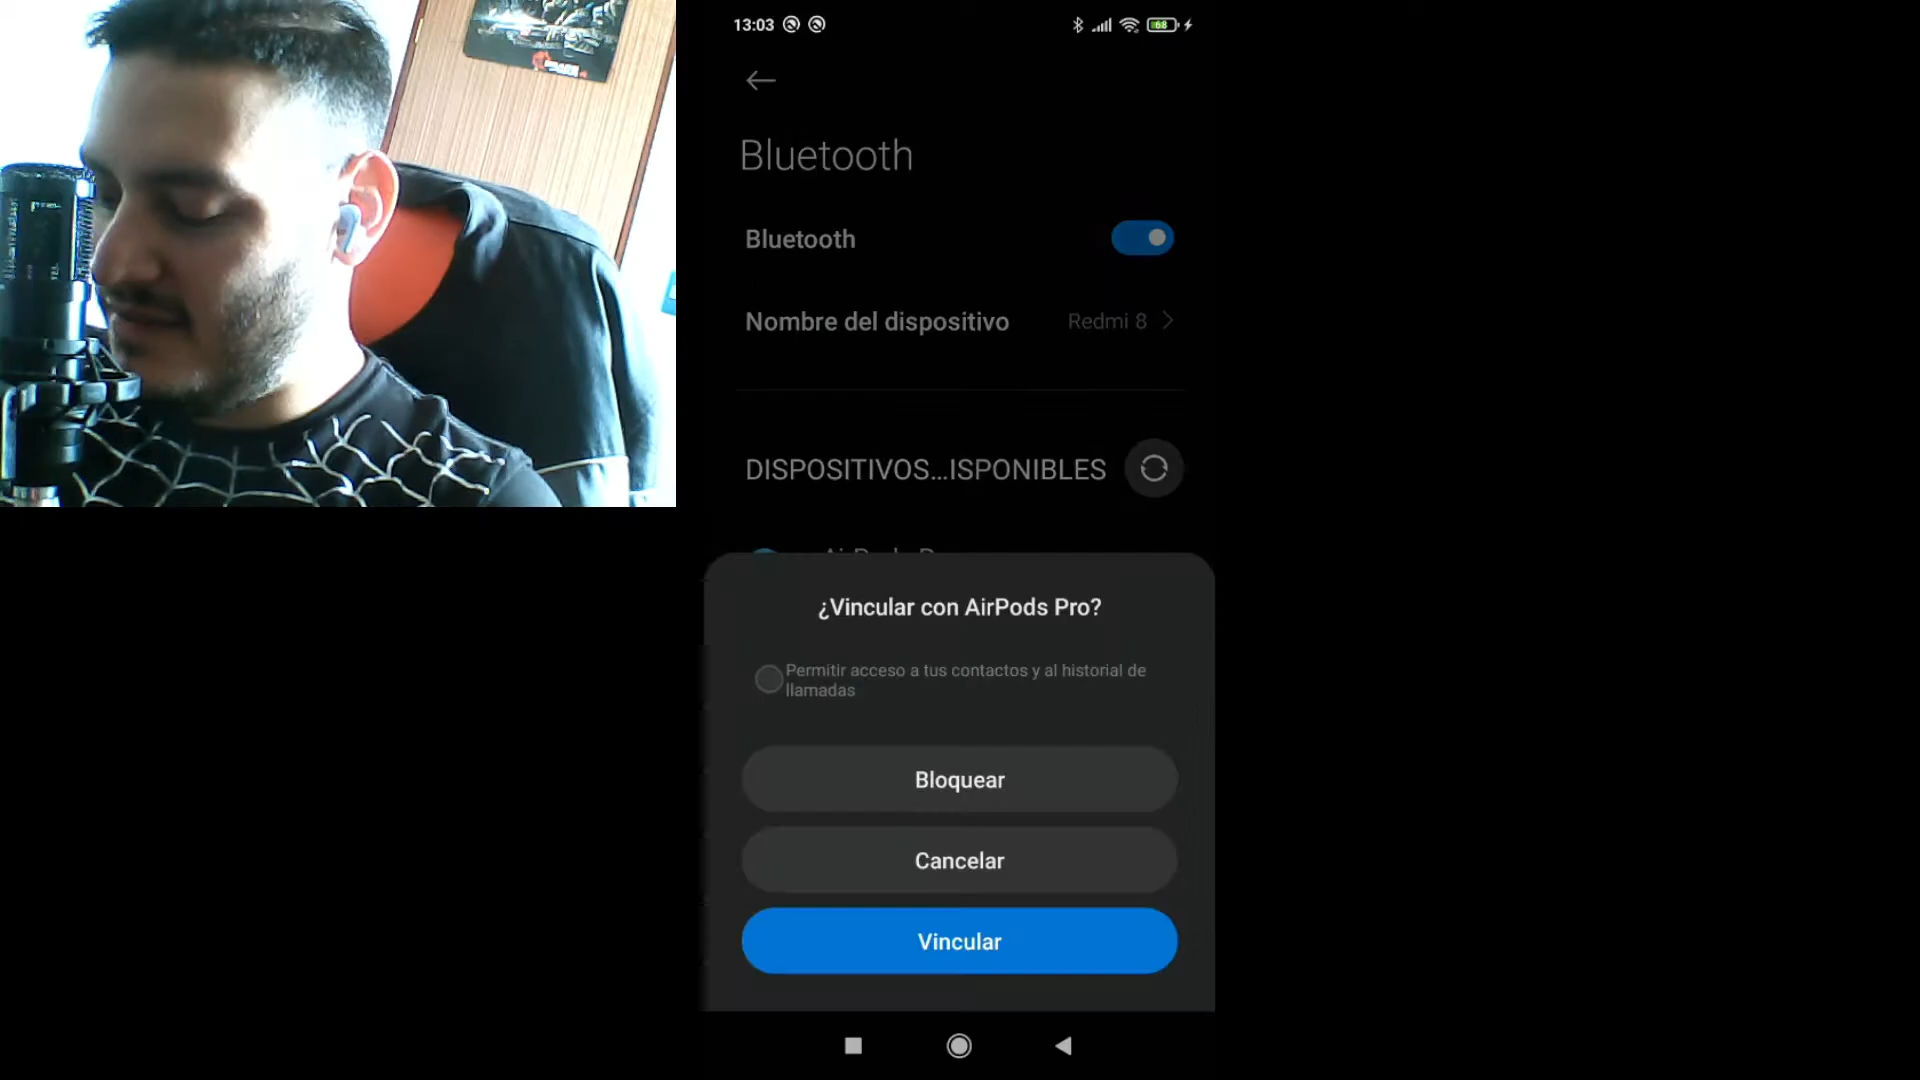 13:03
68
Bluetooth
Bluetooth
Nombre del dispositivo
Redmi 8
DISPOSITIVOS...ISPONIBLES
¿Vincular con AirPods Pro?
Permitir acceso a tus contactos y al historial de
llamadas
Bloquear
Cancelar
Vincular